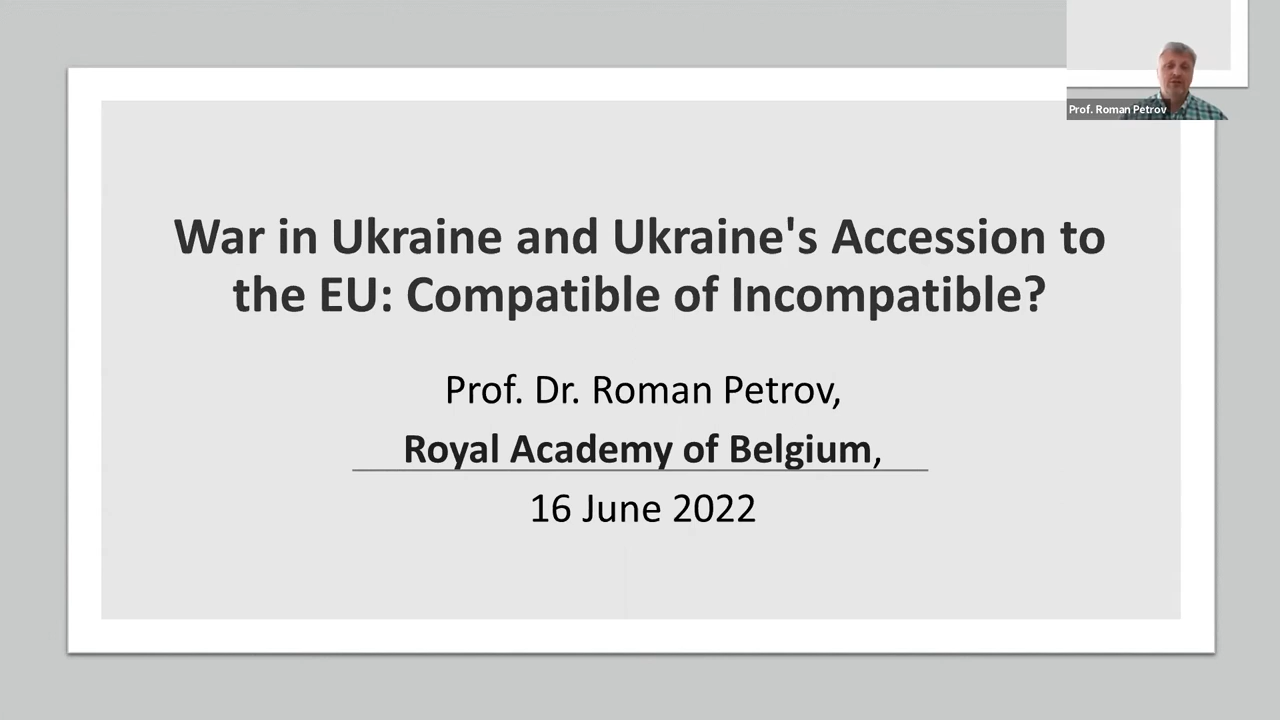 Prof. Roman Petrov
War in Ukraine and Ukraine's Accession to
the EU: Compatible of Incompatible?
Prof. Dr. Roman Petrov,
Royal Academy of Belgium,
16 June 2022